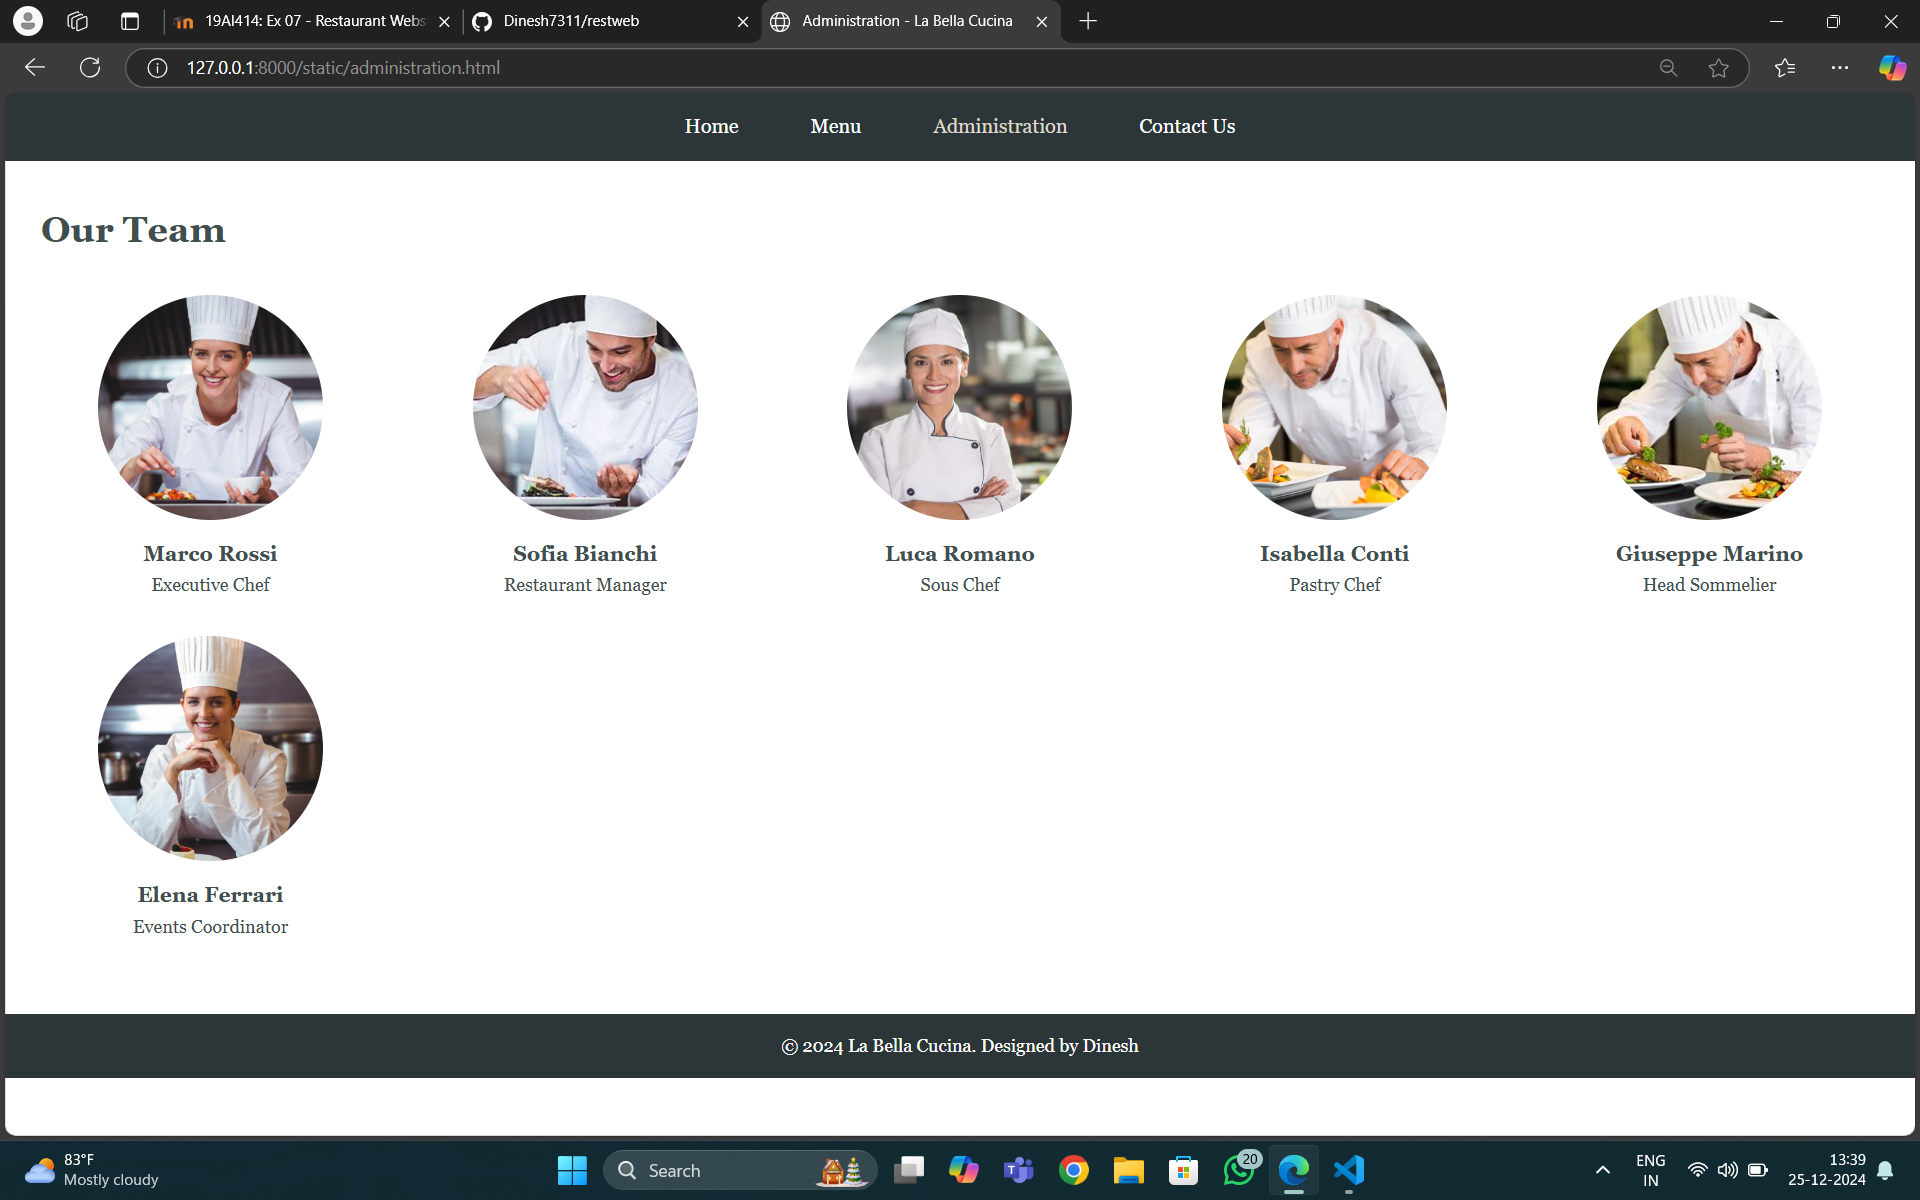 19AI414: Ex 07 - Restaurant Webs
Dinesh7311/restweb
Administration - La Bella Cucina
127.0.0.1:8000/static/administration.html
Home
Menu
Administration
Contact Us
Our Team
Marco Rossi
Executive Chef
Sofia Bianchi
Restaurant Manager
Luca Romano
Sous Chef
Isabella Conti
Pastry Chef
Giuseppe Marino
Head Sommelier
Elena Ferrari
Events Coordinator
© 2024 La Bella Cucina. Designed by Dinesh
83°F
Mostly cloudy
Search
20
ENG
IN
13:39
25-12-2024